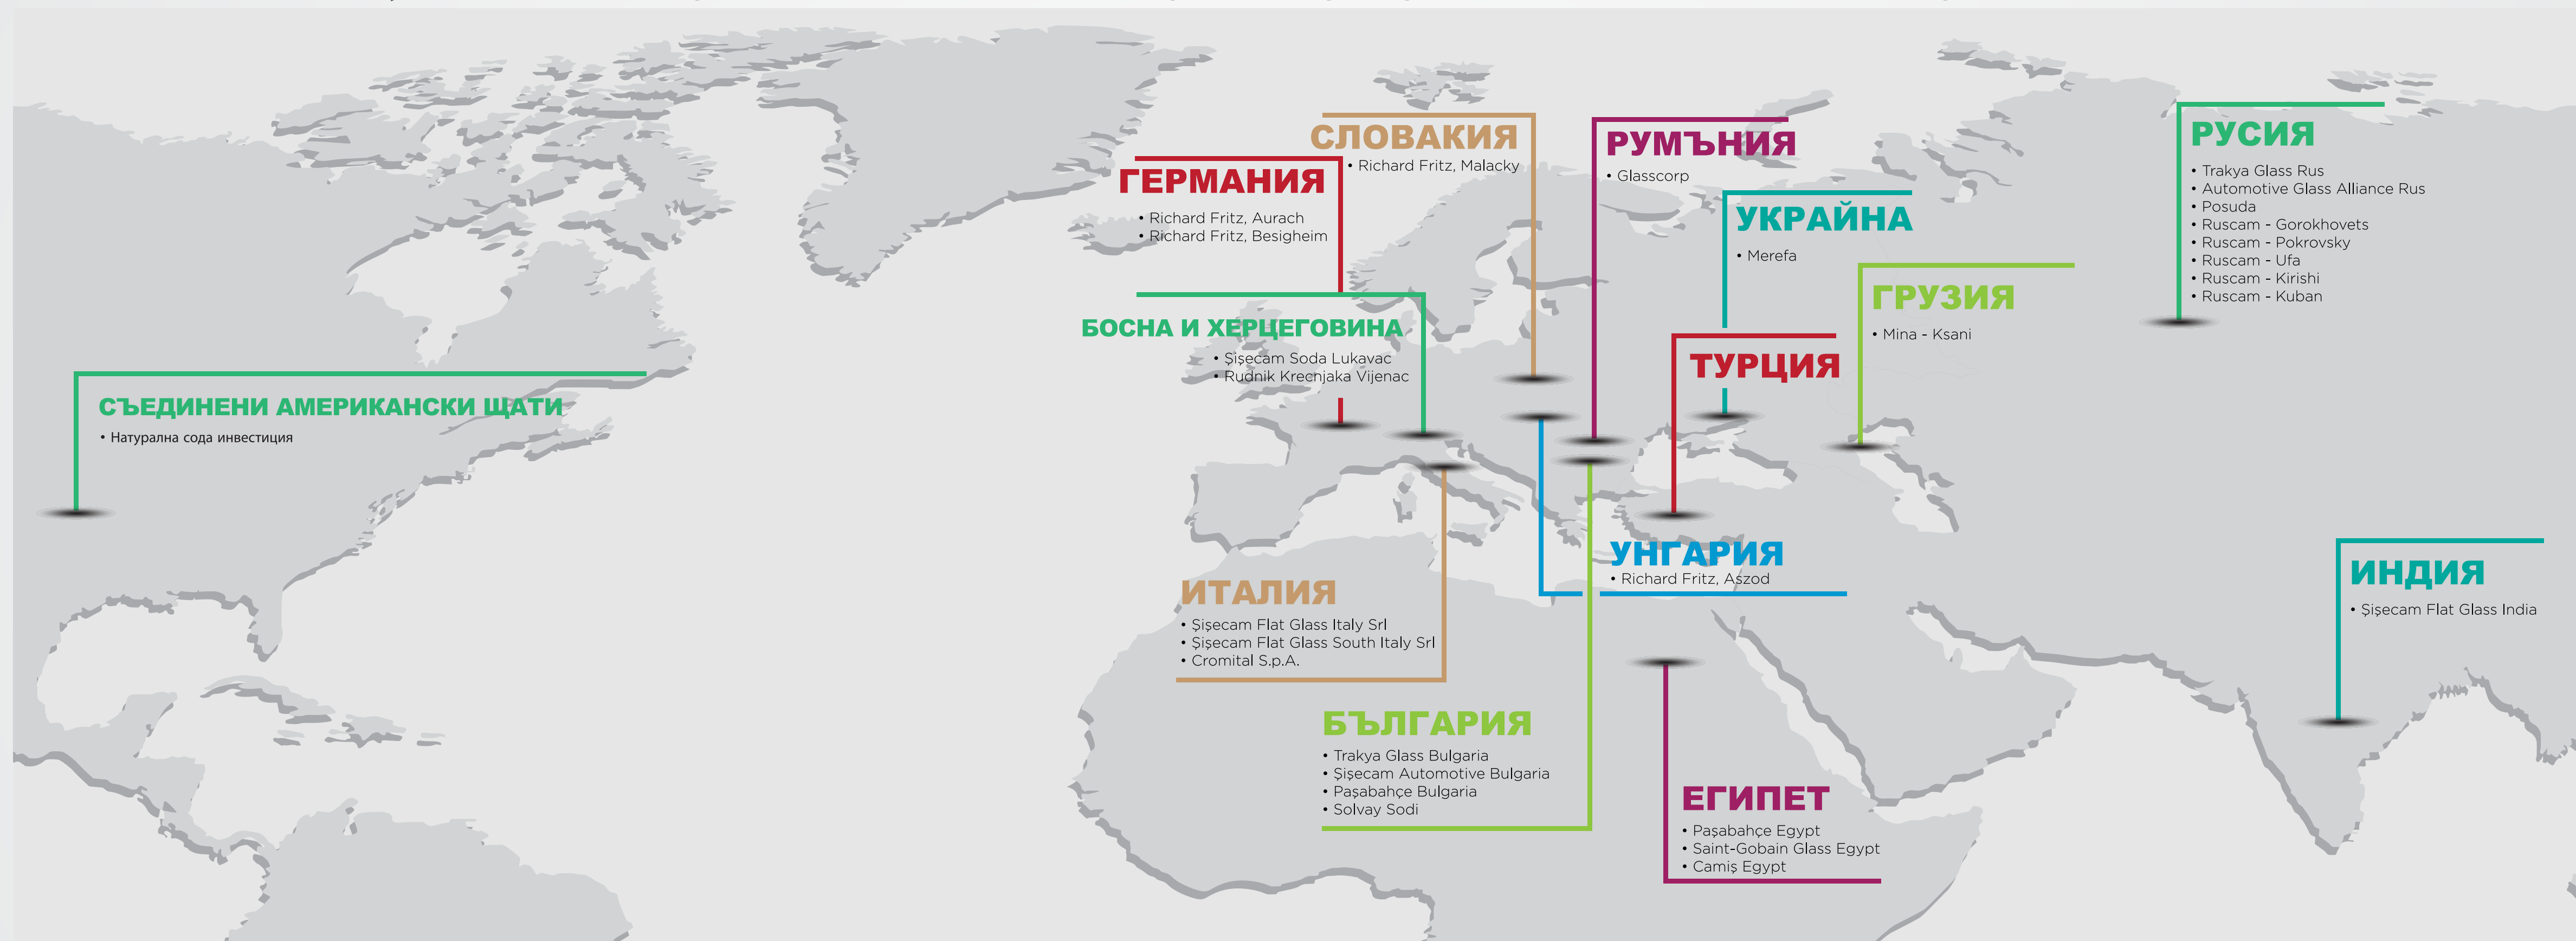 СЛОВАКИЯ
• Richard Fritz, Malacky
ГЕРМАНИЯ
• Richard Fritz, Aurach
• Richard Fritz, Besigheim
РУМЪНИЯ
• Glasscorp
РУСИЯ
• Trakya Glass Rus
• Automotive Glass Alliance Rus
• Posuda
• Ruscam - Gorokhovets
• Ruscam - Pokrovsky
• Ruscam - Ufa
• Ruscam - Kirishi
• Ruscam - Kuban
УКРАЙНА
• Merefa
ГРУЗИЯ
• Mina - Ksani
БОСНА И ХЕРЦЕГОВИНА
• Şişecam Soda Lukavac
• Rudnik Krecnjaka Vijenac
ТУРЦИЯ
СЪЕДИНЕНИ АМЕРИКАНСКИ ЩАТИ
• Натурална сода инвестиция
УНГАРИЯ
• Richard Fritz, Aszod
ИНДИЯ
• Şişecam Flat Glass India
ИТАЛИЯ
• Şişecam Flat Glass Italy Srl
• Şişecam Flat Glass South Italy Srl
• Cromital S.p.A.
БЪЛГАРИЯ
• Trakya Glass Bulgaria
• Şişecam Automotive Bulgaria
• Paşabahçe Bulgaria
• Solvay Sodi
ЕГИПЕТ
• Paşabahçe Egypt
• Saint-Gobain Glass Egypt
• Camiş Egypt